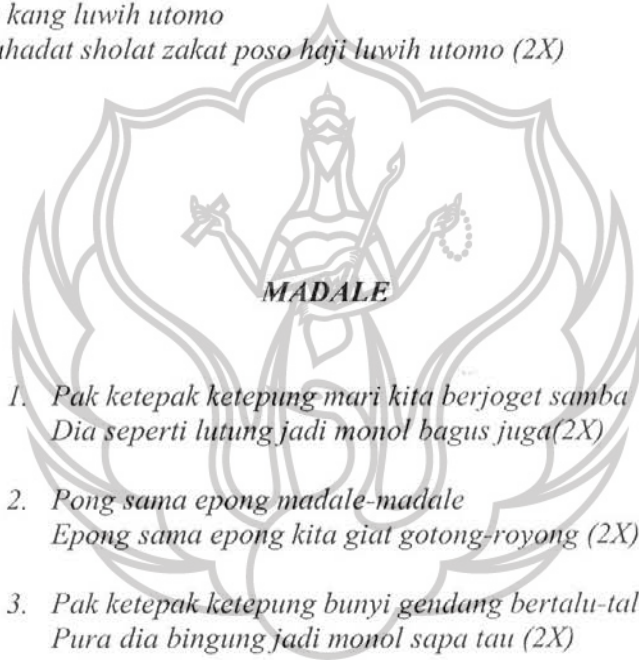 kang luwih utomo
hadat sholat zakat poso haji luwih utomo (2X)
MADALE
1. Pak ketepak ketepung mari kita berjoget samba
Dia seperti lutung jadi monol bagus juga(2X)
2. Pong sama epong madale-madale
Epong sama epong kita giat gotong-royong (2X)
3. Pak ketepak ketepung bunyi gendang bertalu-tal
Pura dia bingung jadi monol sapa tau (2X)